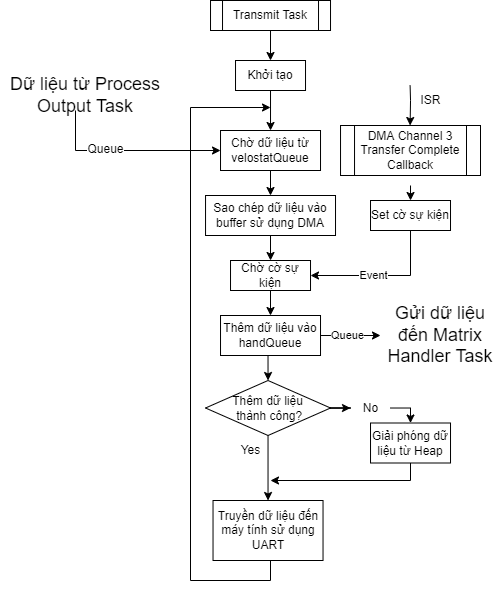 Transmit Task
Khởi tạo
Dữ liệu từ Process
Output Task
Queue
Chờ dữ liệu từ
velostatQueue
ISR
DMA Channel 3
Transfer Complete
Callback
Sao chép dữ liệu vào
buffer sử dụng DMA
Set cờ sự kiện
Chờ cờ sự
kiện
Event
Thêm dữ liệu vào
handQueue
Queue
Gửi dữ liệu
đến Matrix
Handler Task
Thêm dữ liệu
thành công?
No
Giải phóng dữ
liệu từ Heap
Yes
Truyền dữ liệu đến
máy tính sử dụng
UART